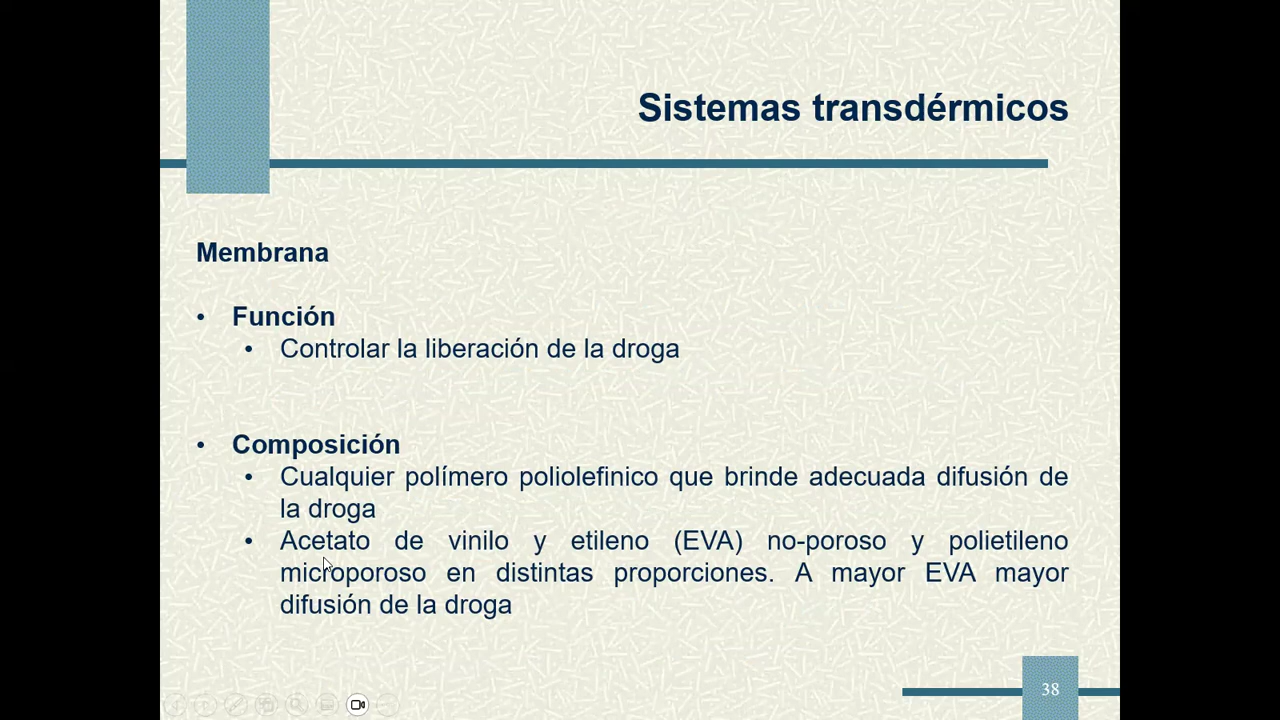 Sistemas transdérmicos
Membrana
• Función
• Controlar la liberación de la droga
• Composición
• Cualquier polímero poliolefinico que brinde adecuada difusión de
la droga
• Acetato de vinilo y etileno (EVA) no-poroso y polietileno
microporoso en distintas proporciones. A mayor EVA mayor
difusión de la droga
38